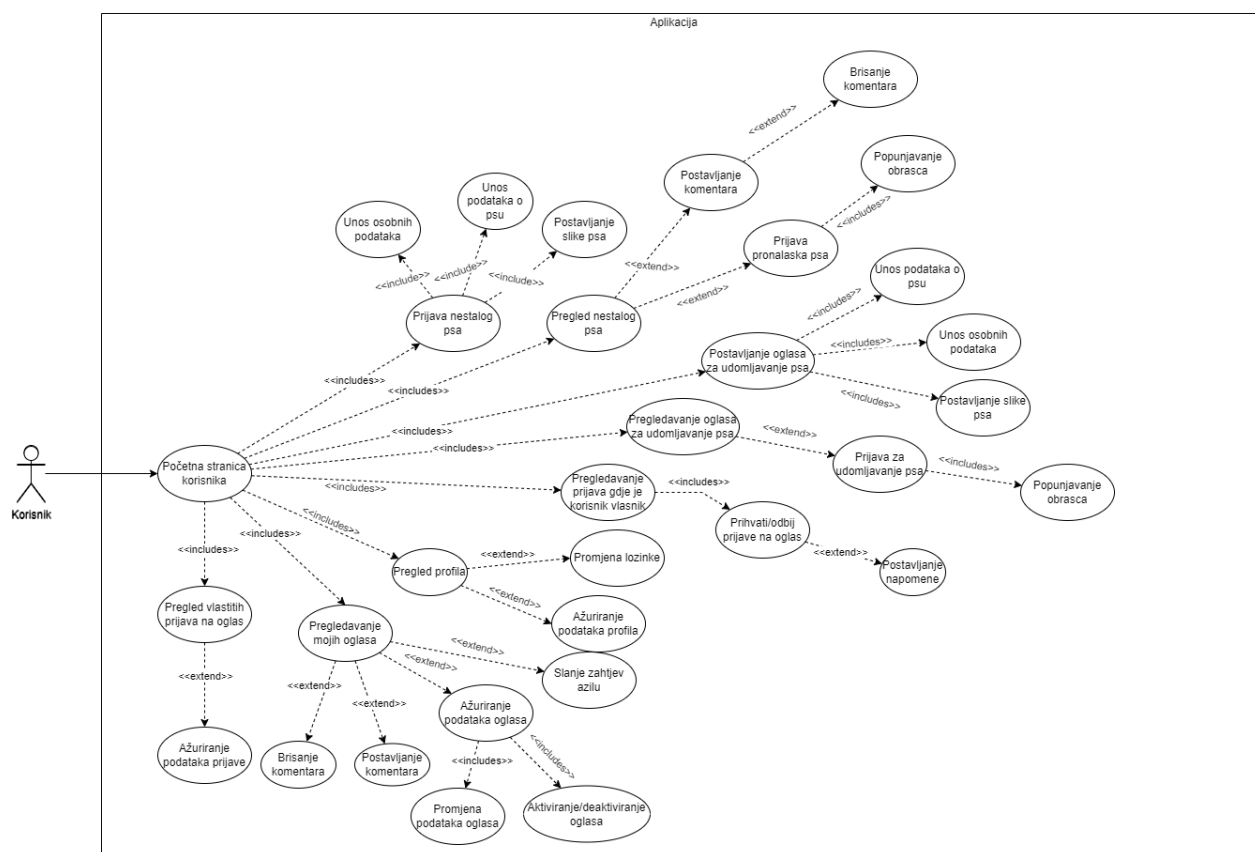 Aplikacija
Brisanje
komentara
<<extend>>
Postavljanje
komentara
Popunjavanje
obrasca
<<includes>>
Unos
podataka o
psu
Unos osobnih
podataka
Postavljanje
slike psa
Prijava
pronalaska psa
<<extend>>
<<extend>>
<<include>>
<<include>>
<<include>>
Prijava nestalog
psa
Pregled nestalog
psa
Unos podataka o
psu
<<includes>>
Unos osobnih
podataka
<<includes>>
Postavljanje oglasa
za udomljavanje psa
<<includes>>
Postavljanje slike
psa
<<includes>>
<<includes>>
<<includes>>
<<includes>>
Pregledavanje oglasa
za udomljavanje psa
<<extend>>
Prijava za
udomljavanje psa
<<includes>>
Popunjavanje
obrasca
Početna stranica
korisnika
Korisnik
<<includes>>
Pregledavanje
prijava gdje je
korisnik vlasnik
<<includes>>
Prihvati/odbij
prijave na oglas
<<extend>>
Postavljanje
napomene
<<includes>>
<<includes>>
<<includes>>
Pregled profila
<<extend>>
Promjena lozinke
<<extend>>
Ažuriranje
podataka profila
Pregled vlastitih
prijava na oglas
Pregledavanje
mojih oglasa
<<extend>>
Slanje zahtjev
azilu
<<extend>>
<<extend>>
<<extend>>
<<extend>>
Ažuriranje
podataka oglasa
Ažuriranje
podataka prijave
Brisanje
komentara
Postavljanje
komentara
<<includes>>
<<includes>>
Promjena
podataka oglasa
Aktiviranje/deaktiviranje
oglasa